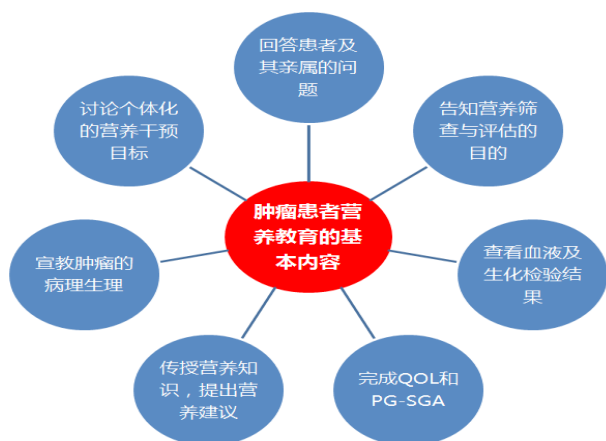 回答患者及
其亲属的问
题
告知营养筛
查与评估的
目的
查看血液及
生化检验结
果
完成QOL和
PG-SGA
传授营养知
识，提出营
养建议
宣教肿瘤的
病理生理
讨论个体化
的营养干预
目标
肿瘤患者营
养教育的基
本内容